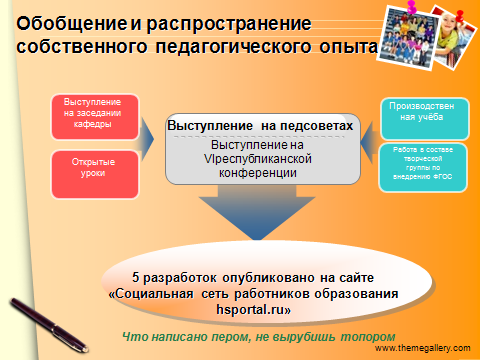 Обобщение и распространение
собственного педагогического опыта
Выступление
на заседании
кафедры
Открытые
уроки
Выступление на педсоветах
Выступление на
VIреспубликанской
конференции
Производствен
ная учёба
Работа в составе
творческой
группы по
внедрению ФГОС
5 разработок опубликовано на сайте
«Социальная сеть работников образования
hsportal.ru»
Что написано пером, не вырубишь топором
www.themegallery.com